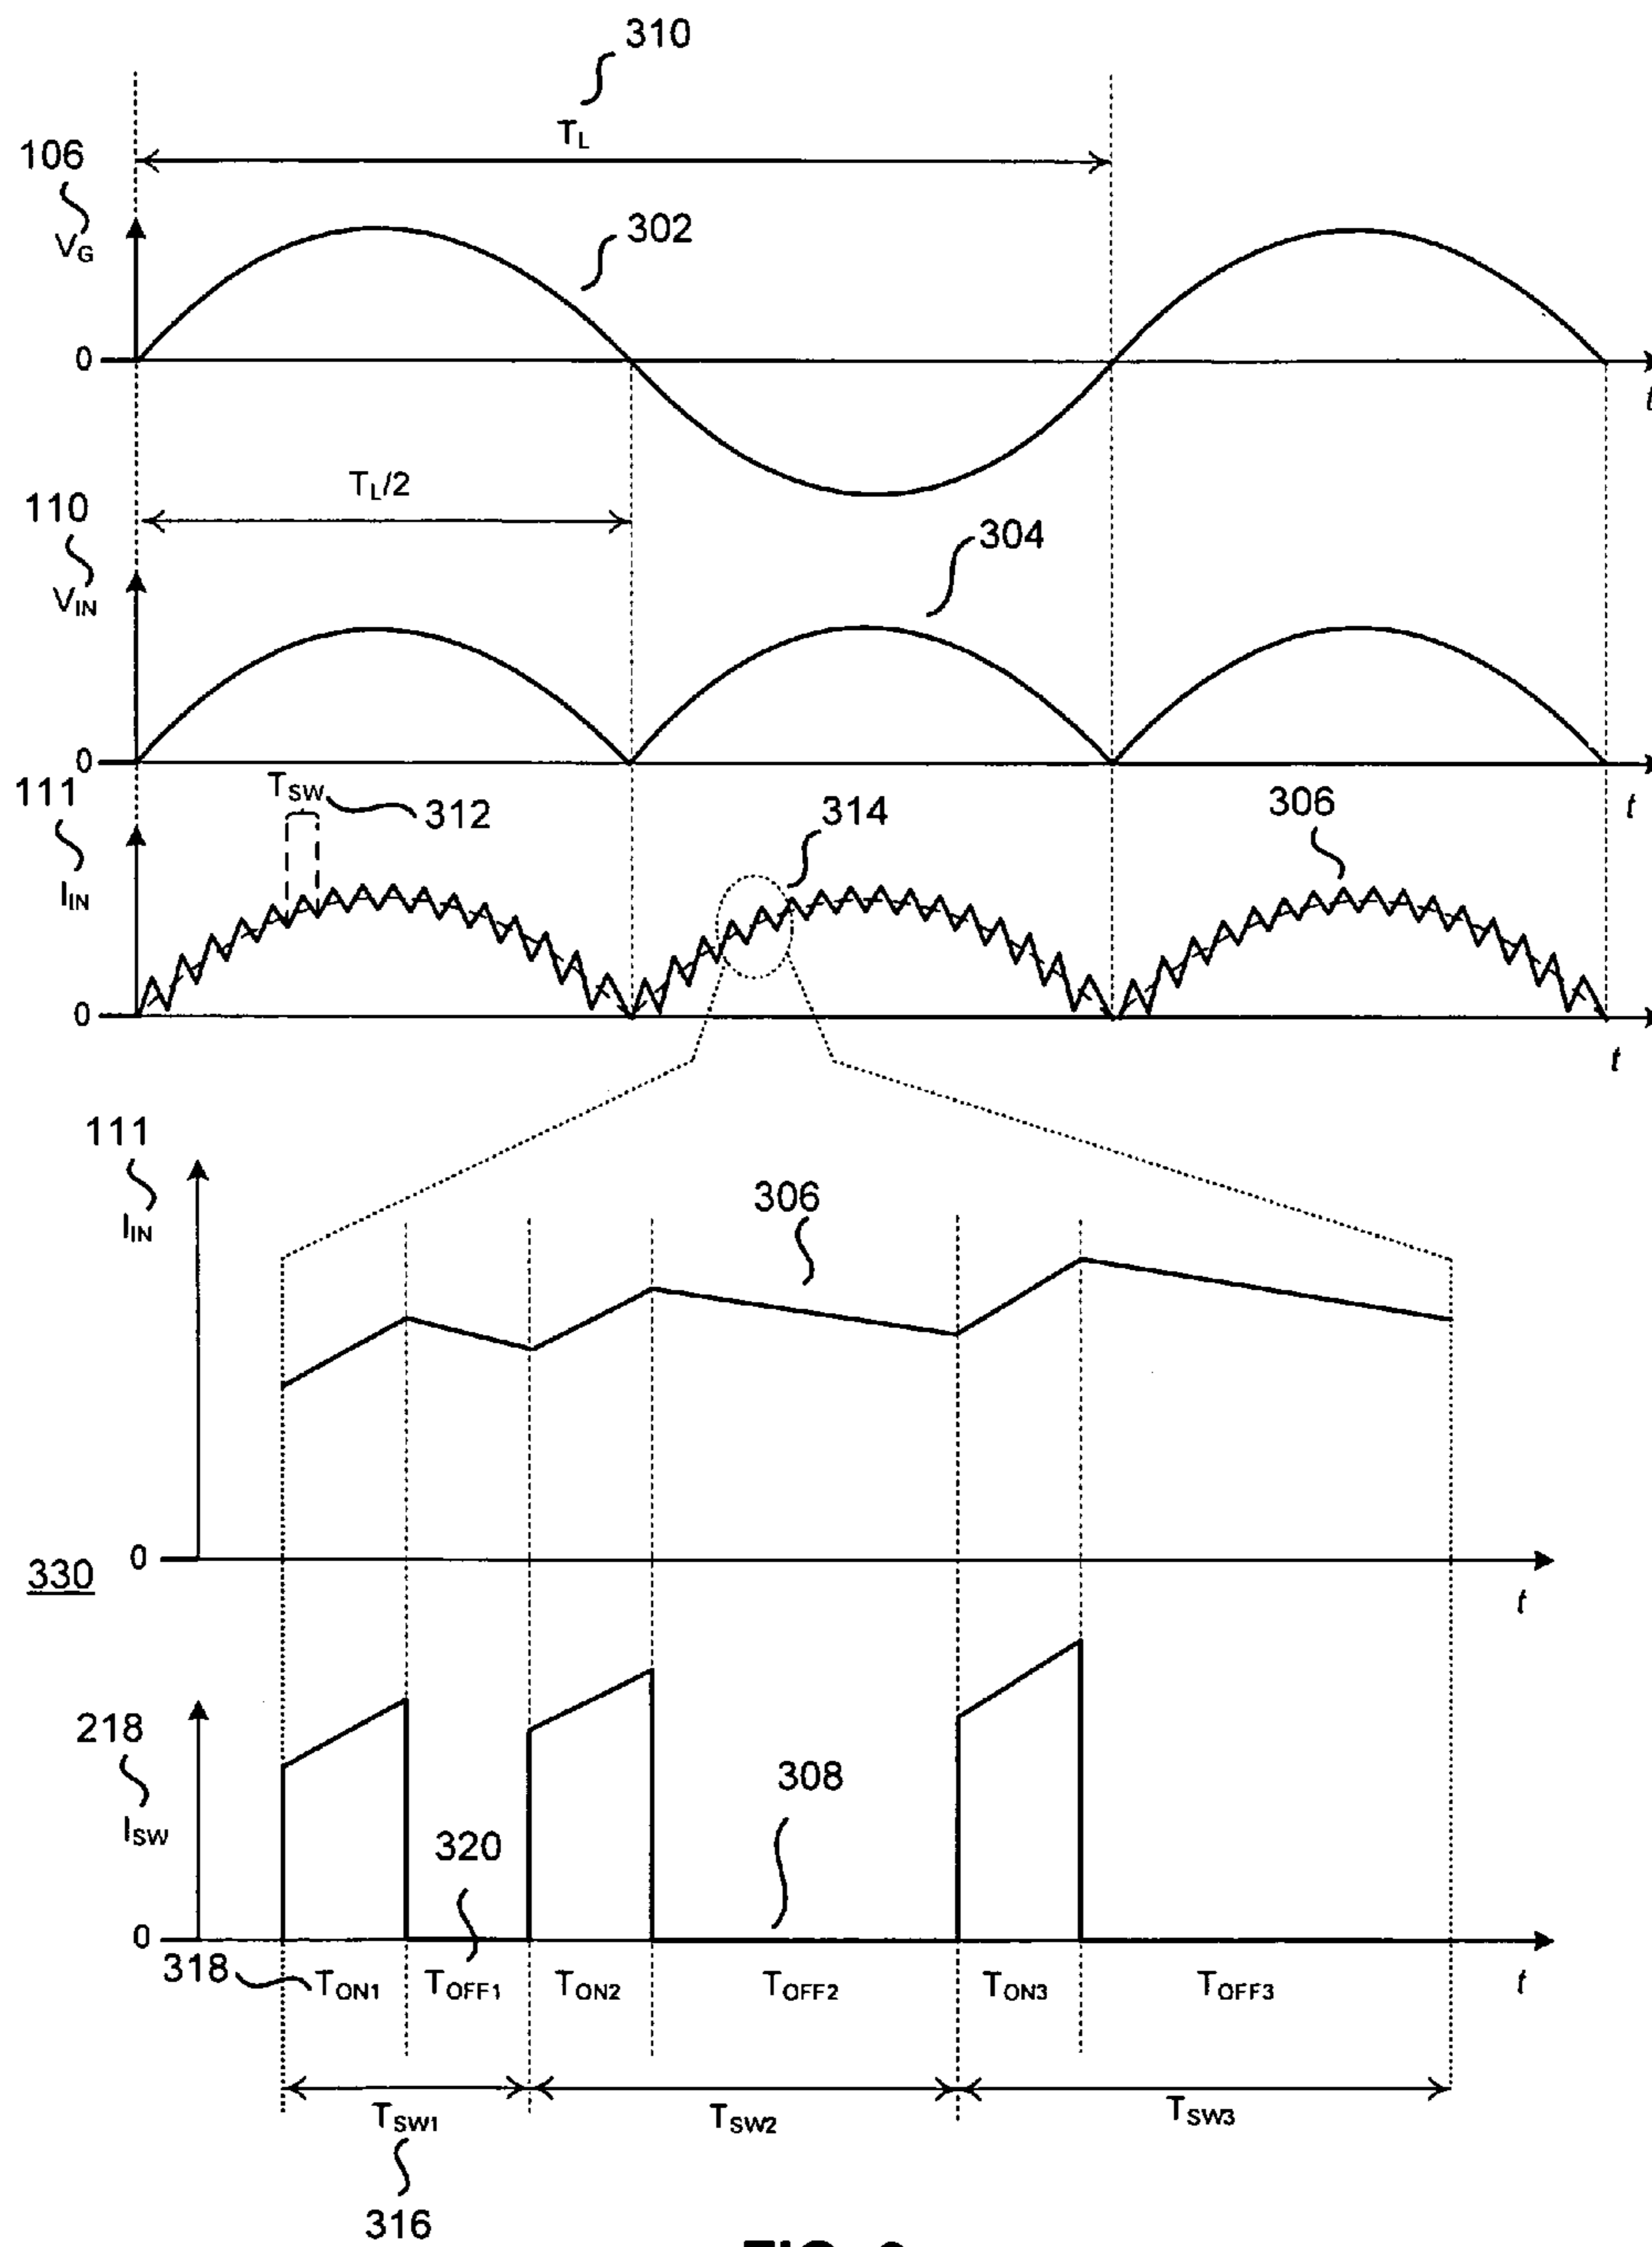 310
T_L
106
V_G
302
0
t
T_L/2
110
V_IN
304
0
t
T_SW
312
111
I_IN
314
306
0
t
111
I_IN
306
0
330
t
218
I_SW
308
320
0
318
T_ON1
T_OFF1
T_ON2
T_OFF2
T_ON3
T_OFF3
t
T_SW1
T_SW2
T_SW3
316